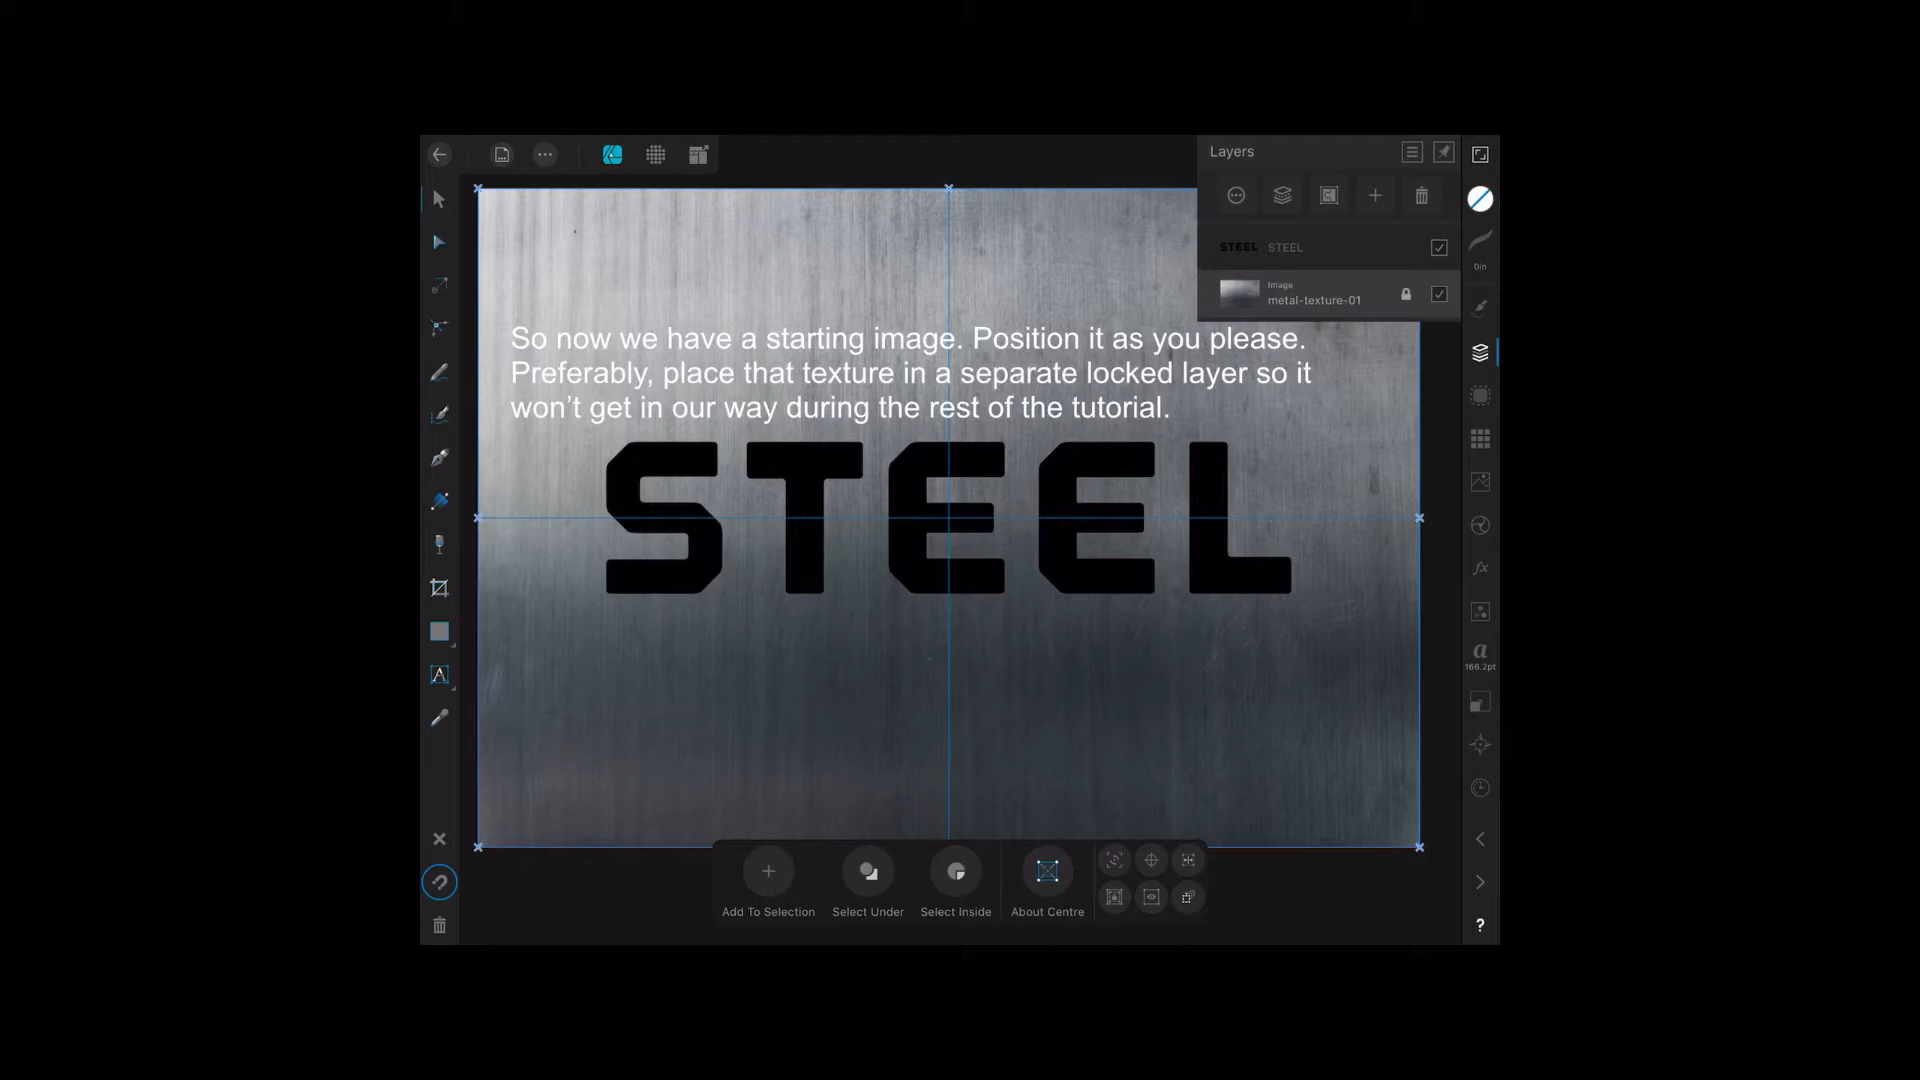 Layers
STEEL STEEL
Image
metal-texture-01
0in
So now we have a starting image. Position it as you please.
Preferably, place that texture in a separate locked layer so it
won’t get in our way during the rest of the tutorial.
STEEL
fx
A
a
166.2pt
Add To Selection
Select Under
Select Inside
About Centre
?